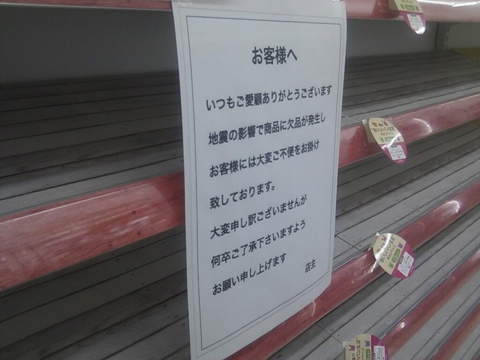 お客様へ
いつもご愛顧ありがとうございます
地震の影響で商品に欠品が発生し
お客様には大変ご不便をお掛け
致しております。
大変申し訳ございませんが
何卒ご了承下さいますよう
お願い申し上げます
店主